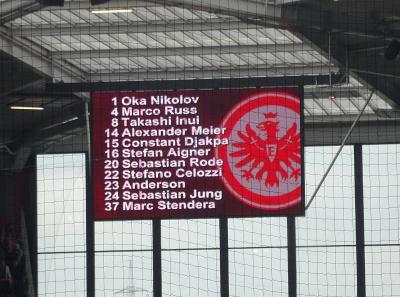 1 Oka Nikolov
4 Marco Russ
8 Takashi Inui
14 Alexander Meier
15 Constant Djakpa
16 Stefan Aigner
20 Sebastian Rode
22 Stefano Celozzi
23 Anderson
24 Sebastian Jung
37 Marc Stendera